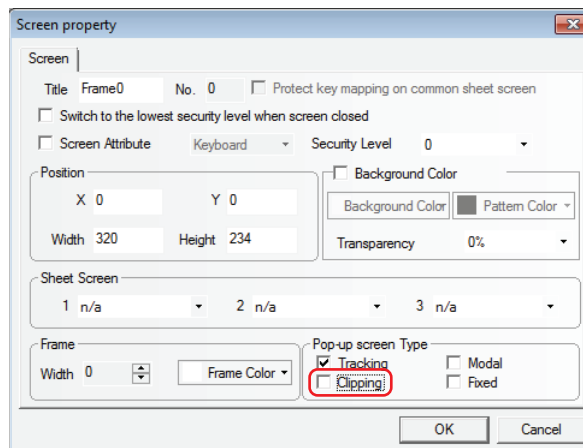 Screen property
Screen
Title Frame0 No. 0 Protect key mapping on common sheet screen
Switch to the lowest security level when screen closed
Screen Attribute Keyboard Security Level 0
Position
Background Color
X 0 Y 0
Background Color Pattern Color
Width 320 Height 234
Transparency 0%
Sheet Screen
1 n/a 2 n/a 3 n/a
Frame
Pop-up screen Type
Width 0 Frame Color
Tracking Modal
Clipping Fixed
OK Cancel